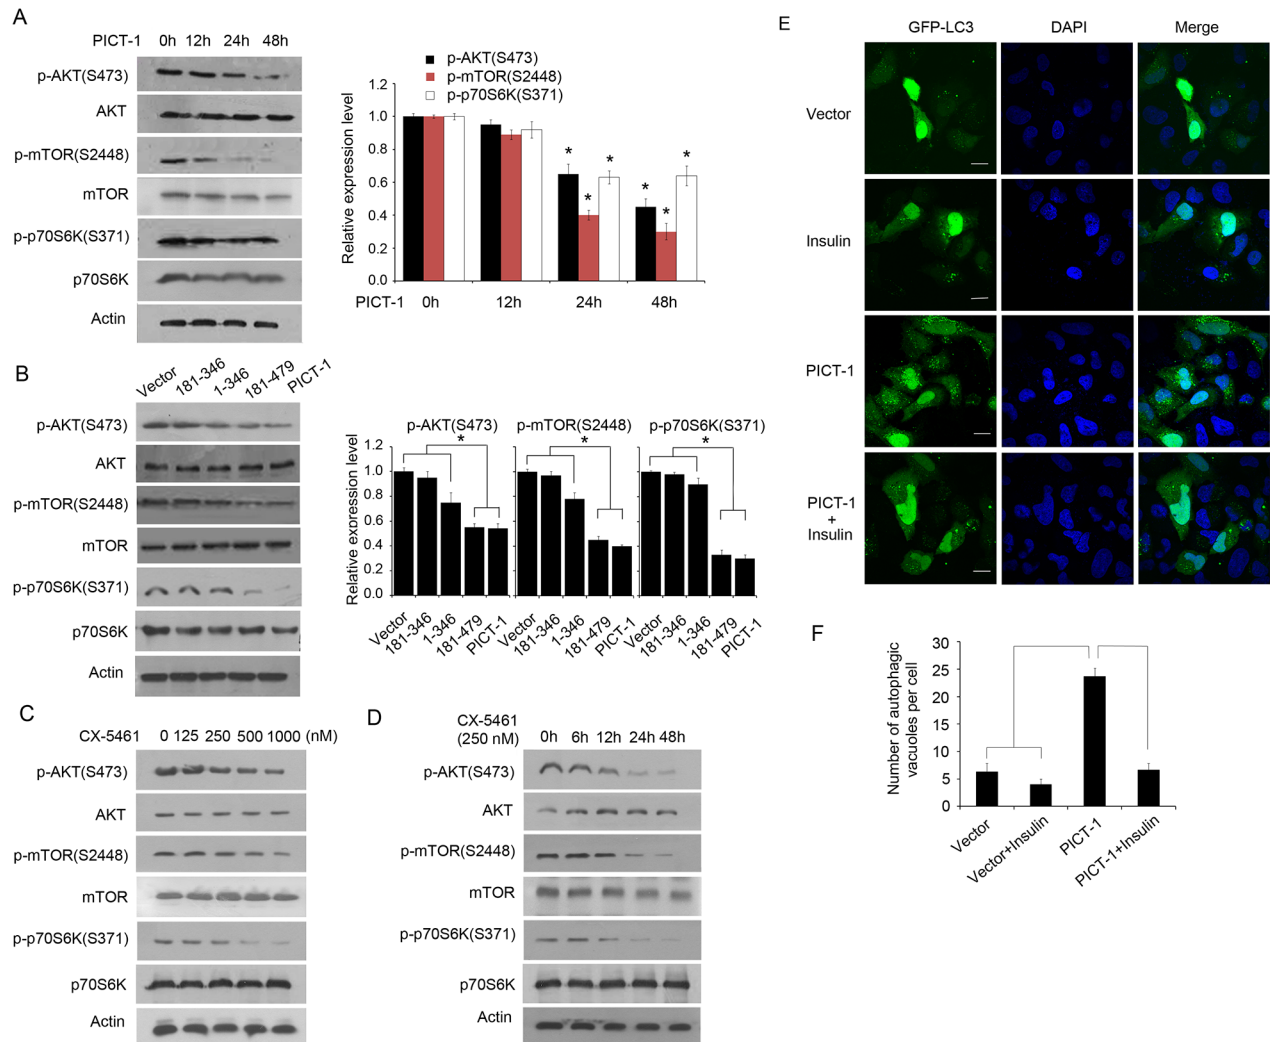 A
PICT-1 0h 12h 24h 48h
p-AKT(S473)
AKT
p-mTOR(S2448)
mTOR
p-p70S6K(S371)
p70S6K
Actin
p-AKT(S473)
p-mTOR(S2448)
p-p70S6K(S371)
Relative expression level
1.2
1.0
0.8
0.6
0.4
0.2
0.0
* * * * * *
PICT-1 0h 12h 24h 48h
B
Vector 181-346 1-346 181-479 PICT-1
p-AKT(S473)
AKT
p-mTOR(S2448)
mTOR
p-p70S6K(S371)
p70S6K
Actin
p-AKT(S473) p-mTOR(S2448) p-p70S6K(S371)
* * *
Relative expression level
1.2
1.0
0.8
0.6
0.4
0.2
0.0
Vector 181-346 1-346 181-479 PICT-1 Vector 181-346 1-346 181-479 PICT-1 Vector 181-346 1-346 181-479 PICT-1
C
CX-5461 0 125 250 500 1000 (nM)
p-AKT(S473)
AKT
p-mTOR(S2448)
mTOR
p-p70S6K(S371)
p70S6K
Actin
D
CX-5461
(250 nM) 0h 6h 12h 24h 48h
p-AKT(S473)
AKT
p-mTOR(S2448)
mTOR
p-p70S6K(S371)
p70S6K
Actin
E
GFP-LC3 DAPI Merge
Vector
Insulin
PICT-1
PICT-1
+
Insulin
F
Number of autophagic
vacuoles per cell
30
25
20
15
10
5
0
Vector Vector+Insulin PICT-1 PICT-1+Insulin